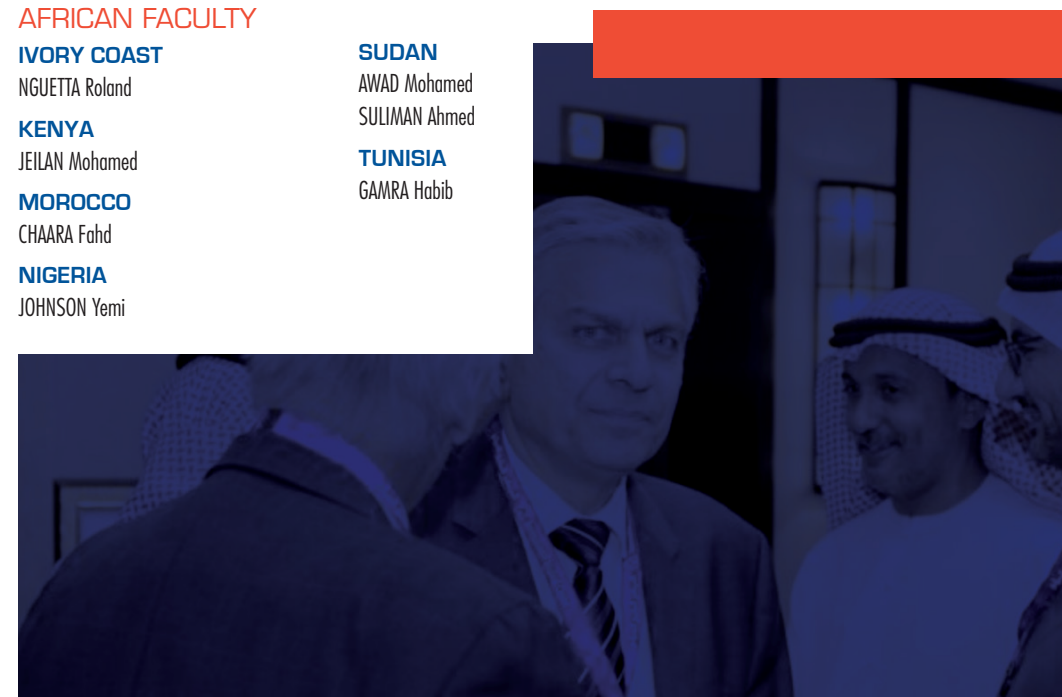 AFRICAN FACULTY
IVORY COAST
NGUETTA Roland
KENYA
JEILAN Mohamed
MOROCCO
CHAARA Fahd
NIGERIA
JOHNSON Yemi
SUDAN
AWAD Mohamed
SULIMAN Ahmed
TUNISIA
GAMRA Habib